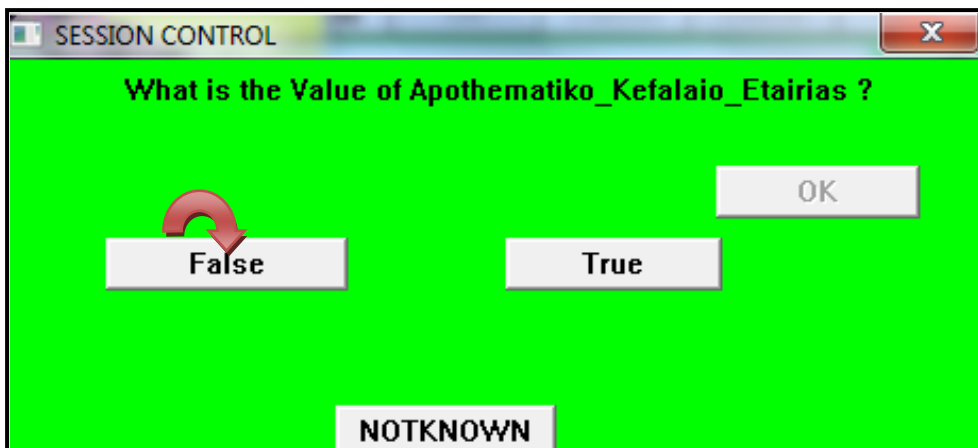 SESSION CONTROL
What is the Value of Apothematiko_Kefalaio_Etairias ?
OK
False True
NOTKNOWN